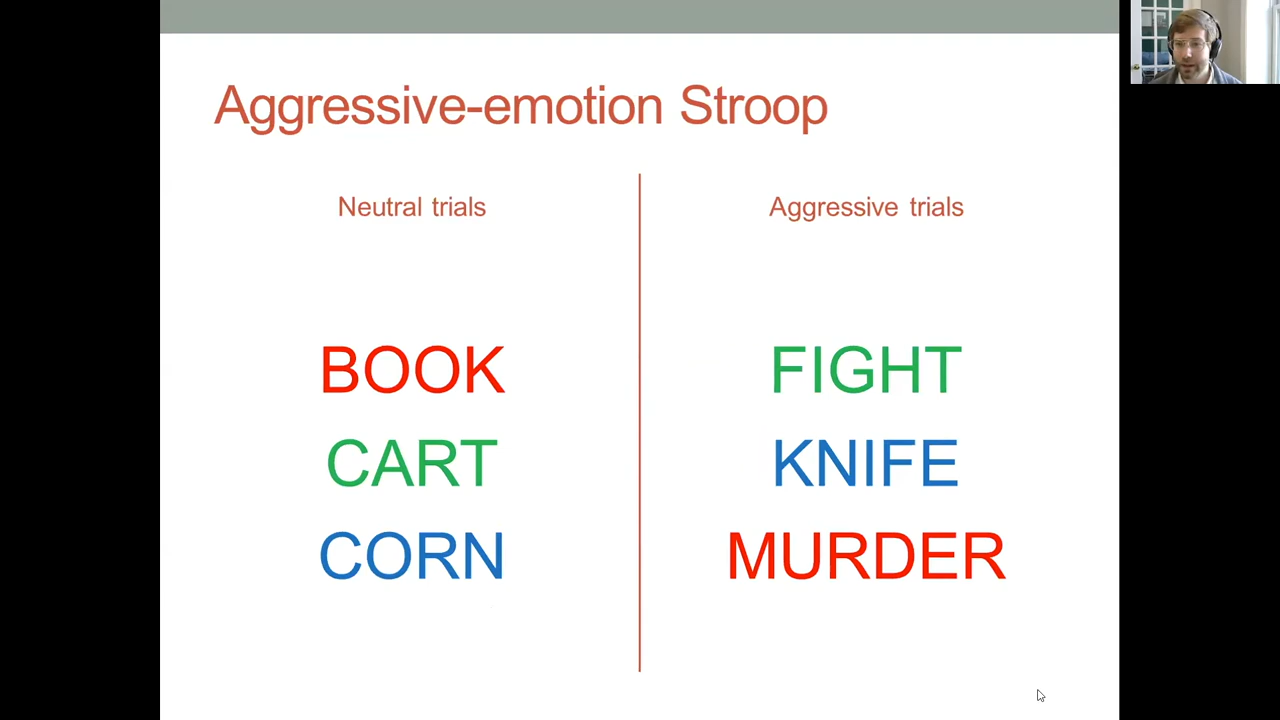 Aggressive-emotion Stroop
Neutral trials
BOOK
CART
CORN
Aggressive trials
FIGHT
KNIFE
MURDER